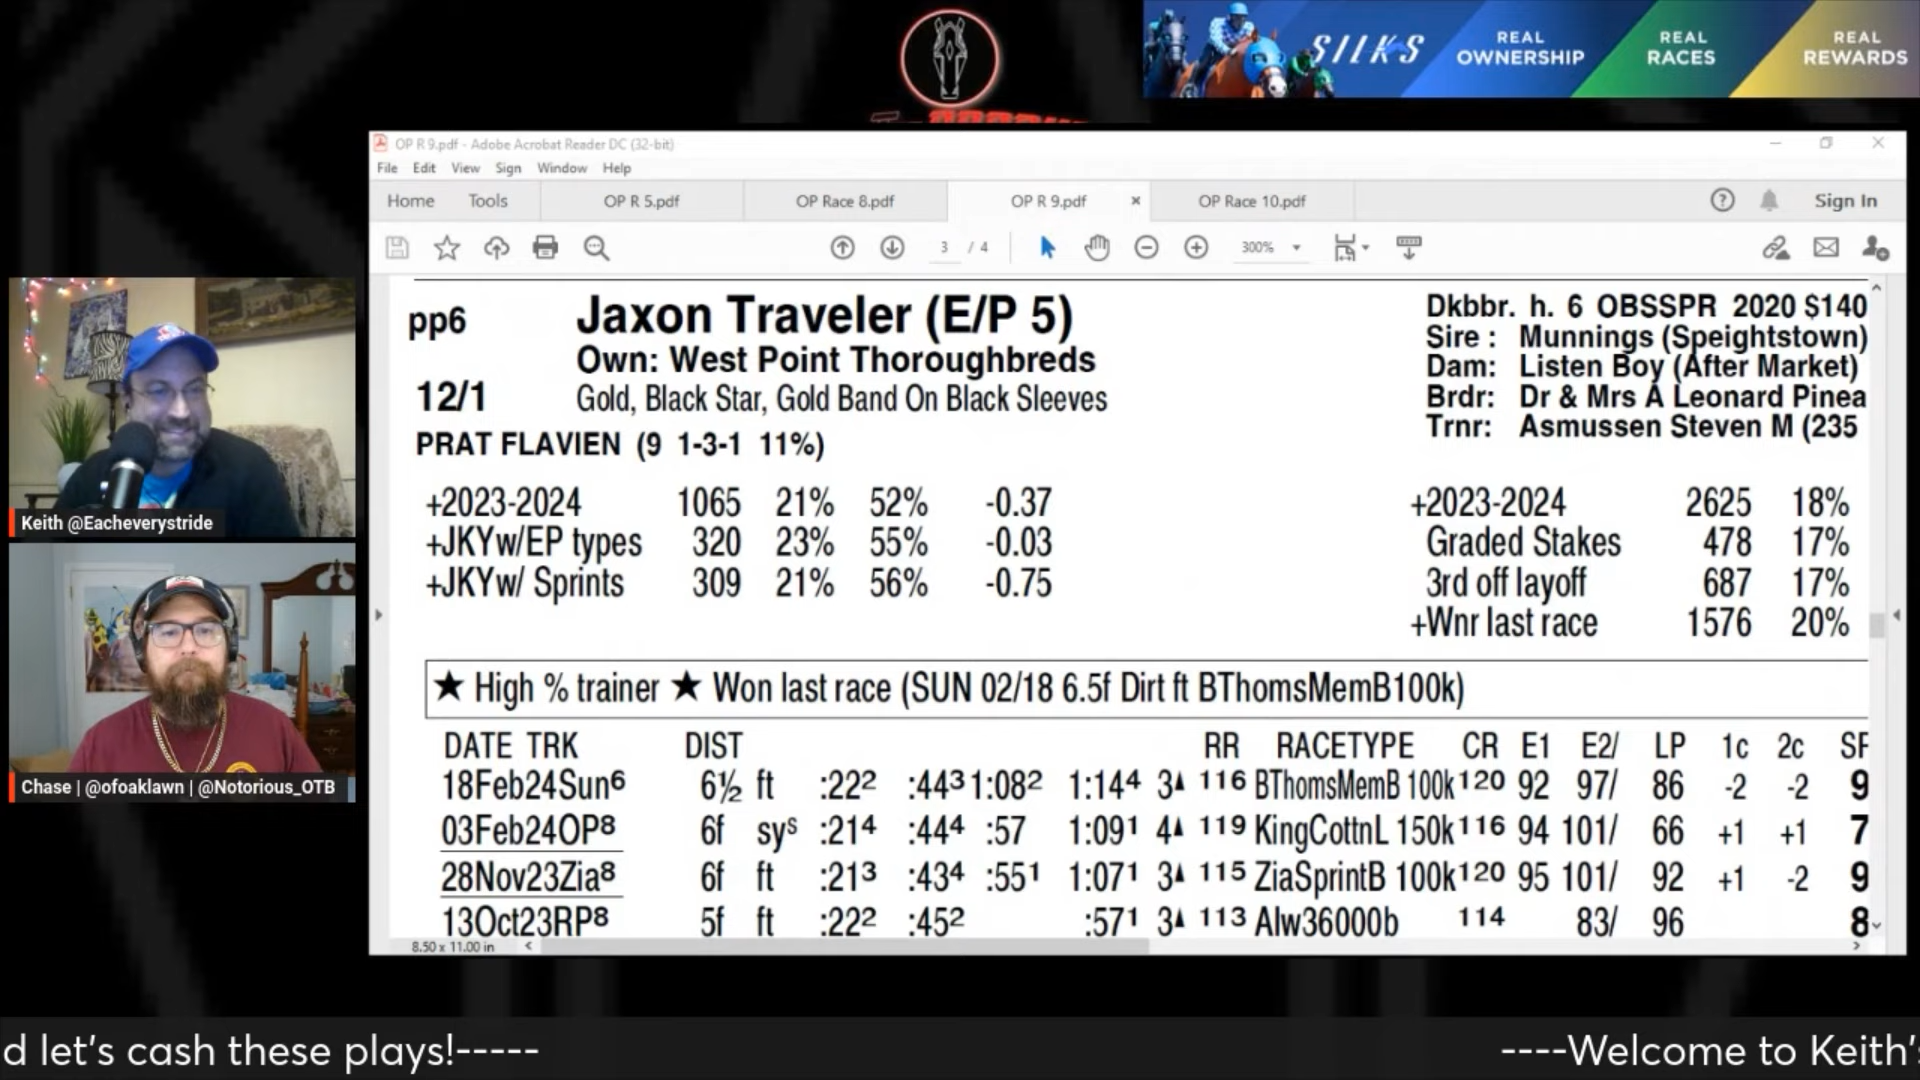 SILKS
REAL OWNERSHIP
REAL RACES
REAL REWARDS
OP R 9.pdf - Adobe Acrobat Reader DC (32-bit)
File Edit View Sign Window Help
Home Tools OP R 5.pdf OP Race 8.pdf OP R 9.pdf × OP Race 10.pdf Sign In
3 / 4 300%
pp6 Jaxon Traveler (E/P 5) Dkbbr. h. 6 OBSSPR 2020 $140
Own: West Point Thoroughbreds Sire : Munnings (Speightstown)
12/1 Gold, Black Star, Gold Band On Black Sleeves Dam: Listen Boy (After Market)
Brdr: Dr & Mrs A Leonard Pinea
PRAT FLAVIEN (9 1-3-1 11%) Trnr: Asmussen Steven M (235
+2023-2024 1065 21% 52% -0.37 +2023-2024 2625 18%
+JKYw/EP types 320 23% 55% -0.03 Graded Stakes 478 17%
+JKYw/ Sprints 309 21% 56% -0.75 3rd off layoff 687 17%
+Wnr last race 1576 20%
★ High % trainer ★ Won last race (SUN 02/18 6.5f Dirt ft BThomsMemB100k)
DATE TRK DIST RR RACETYPE CR E1 E2/ LP 1c 2c SF
18Feb24Sun⁶ 6½ ft :22² :44³ 1:08² 1:14⁴ 3▲ 116 BThomsMemB 100k 120 92 97/ 86 -2 -2 9
03Feb24OP⁸ 6f syˢ :21⁴ :44⁴ :57 1:09¹ 4▲ 119 KingCottnL 150k 116 94 101/ 66 +1 +1 7
28Nov23Zia⁸ 6f ft :21³ :43⁴ :55¹ 1:07¹ 3▲ 115 ZiaSprintB 100k 120 95 101/ 92 +1 -2 9
13Oct23RP⁸ 5f ft :22² :45² :57¹ 3▲ 113 Alw36000b 114 83/ 96 8
8.50 x 11.00 in
Keith @Eacheverystride
Chase | @ofoaklawn | @Notorious_OTB
d let's cash these plays!----- ----Welcome to Keith's